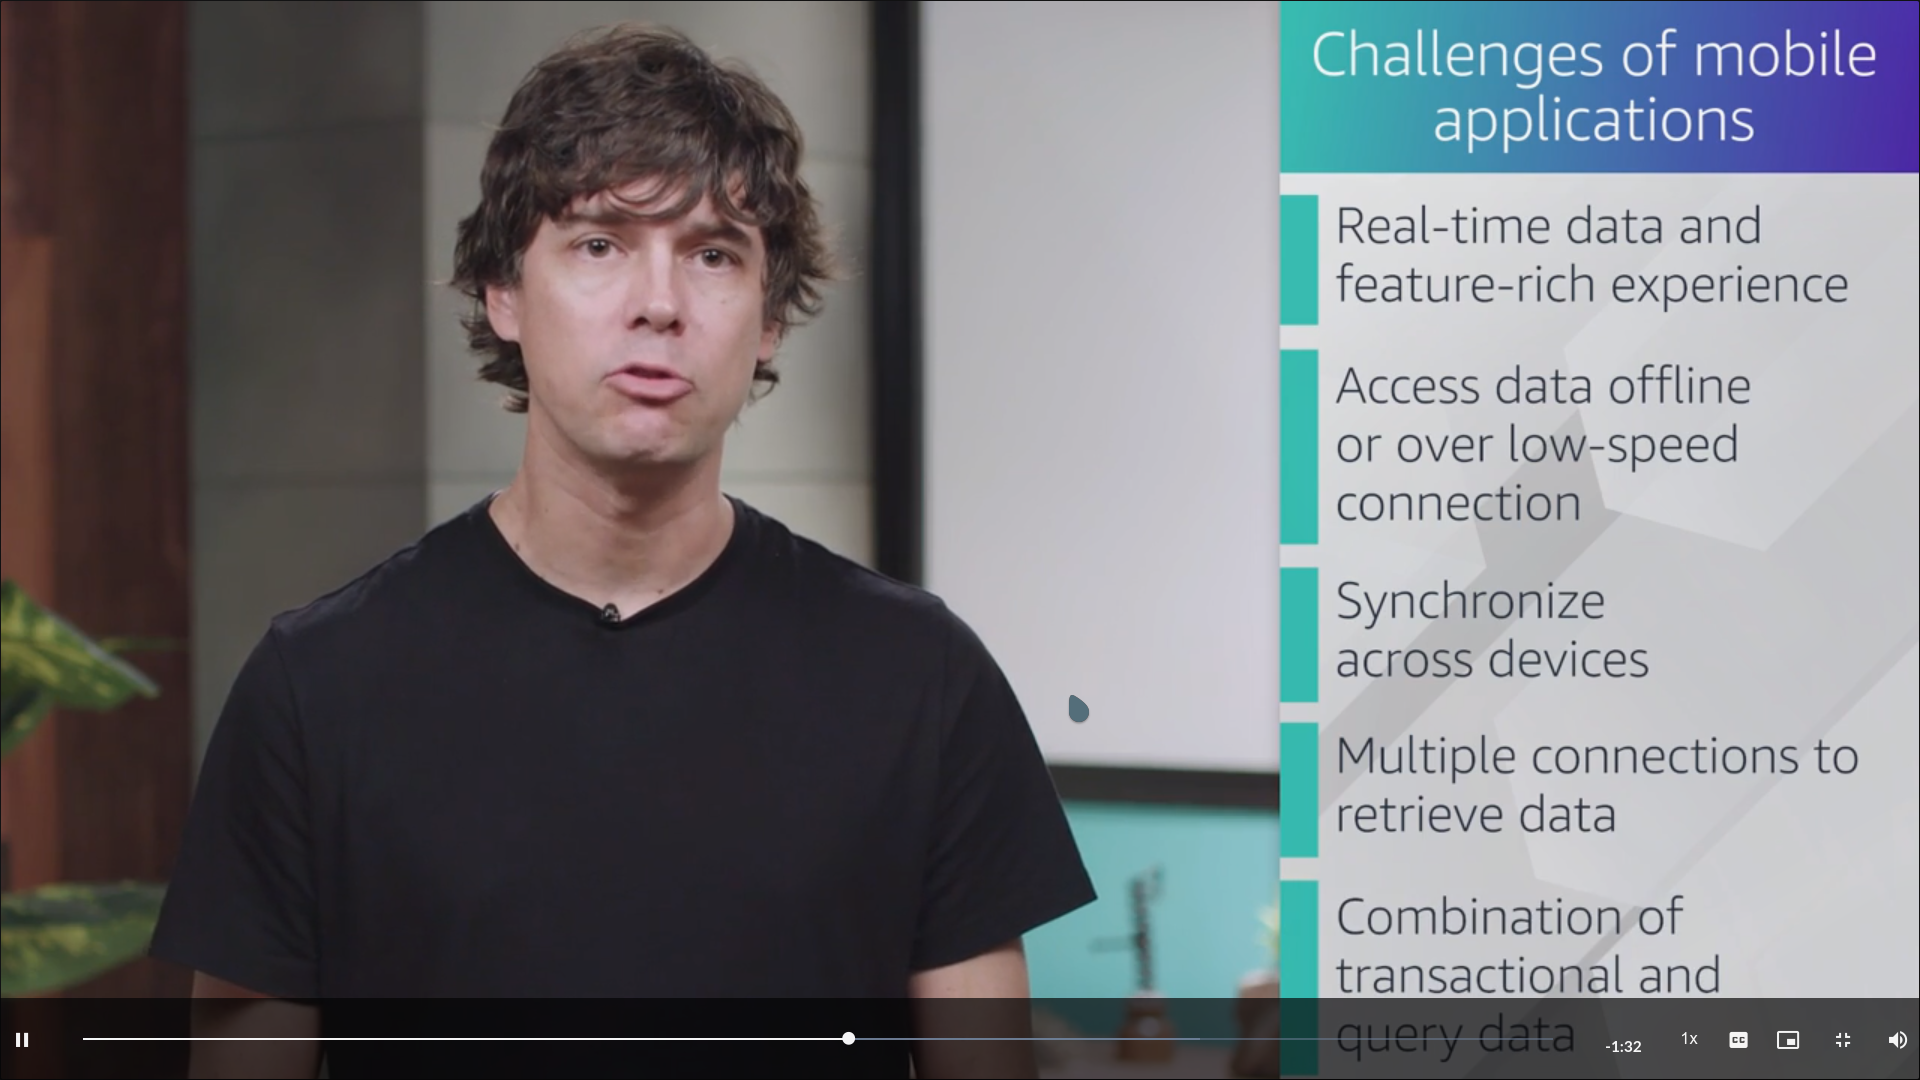 Challenges of mobile
applications
Real-time data and
feature-rich experience
Access data offline
or over low-speed
connection
Synchronize
across devices
Multiple connections to
retrieve data
Combination of
transactional and
query data
-1:32
1x
CC